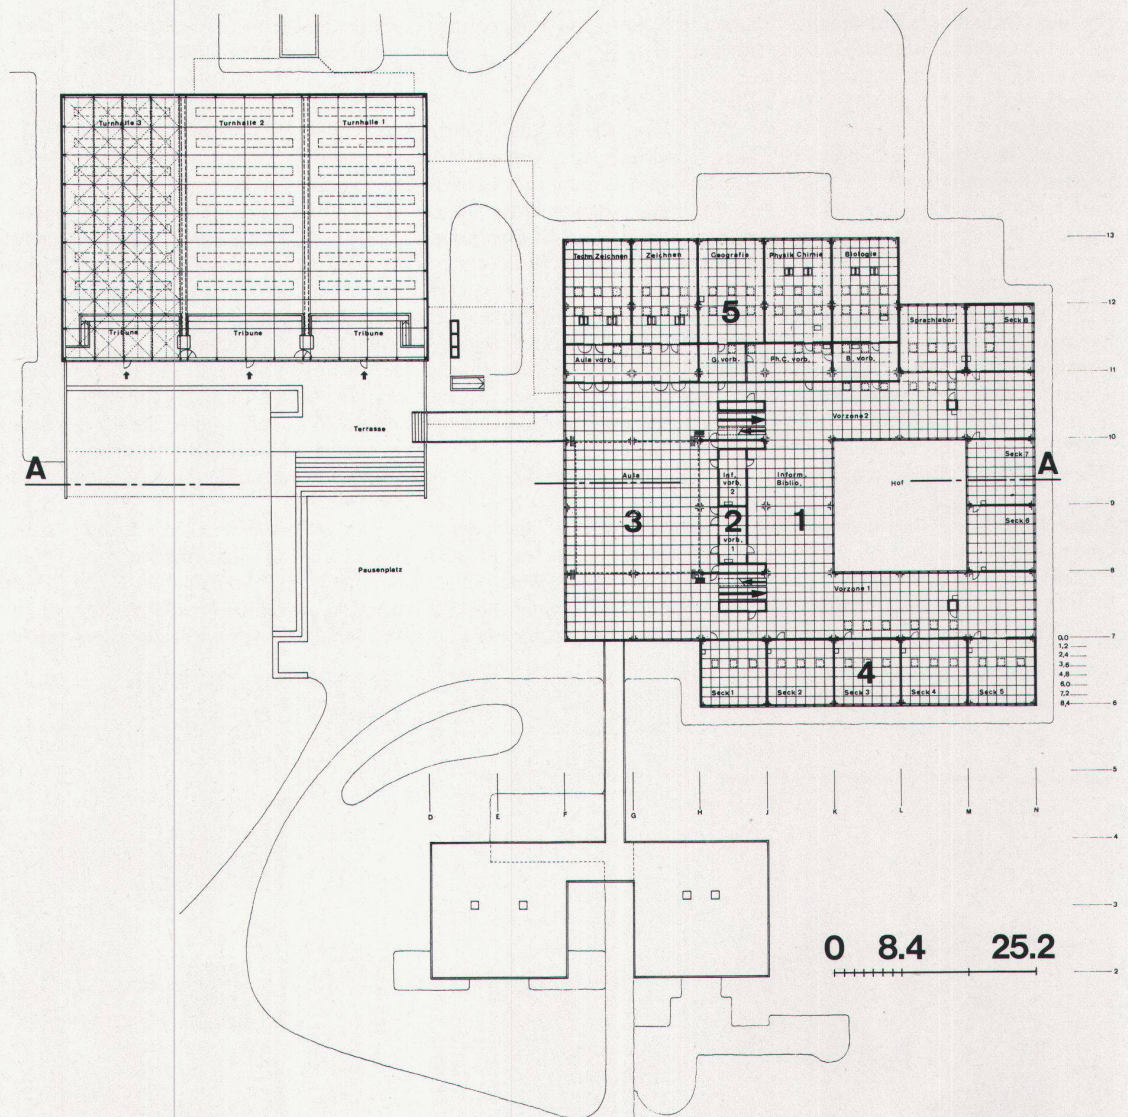 Turnhalle 3
Turnhalle 2
Turnhalle 1
Tribune
Tribune
Tribune
Techn. Zeichnen
Zeichnen
Geografie
Physik Chimie
Biologie
5
Sprachlabor
Seck 8
Aula vorb.
G. vorb.
Ph.C. vorb.
B. vorb.
Terrasse
Vorzone 2
A
Aula
Inf.
vorb.
2
Inform.
Biblio.
Hof
Seck 7
A
3
2
1
vorb.
1
Seck 6
Pausenplatz
Vorzone 1
4
Seck 1
Seck 2
Seck 3
Seck 4
Seck 5
13
12
11
10
9
8
7
6
5
4
3
2
0,0
1,2
2,4
3,6
4,8
6,0
7,2
8,4
D
E
F
G
H
J
K
L
M
N
0
8.4
25.2